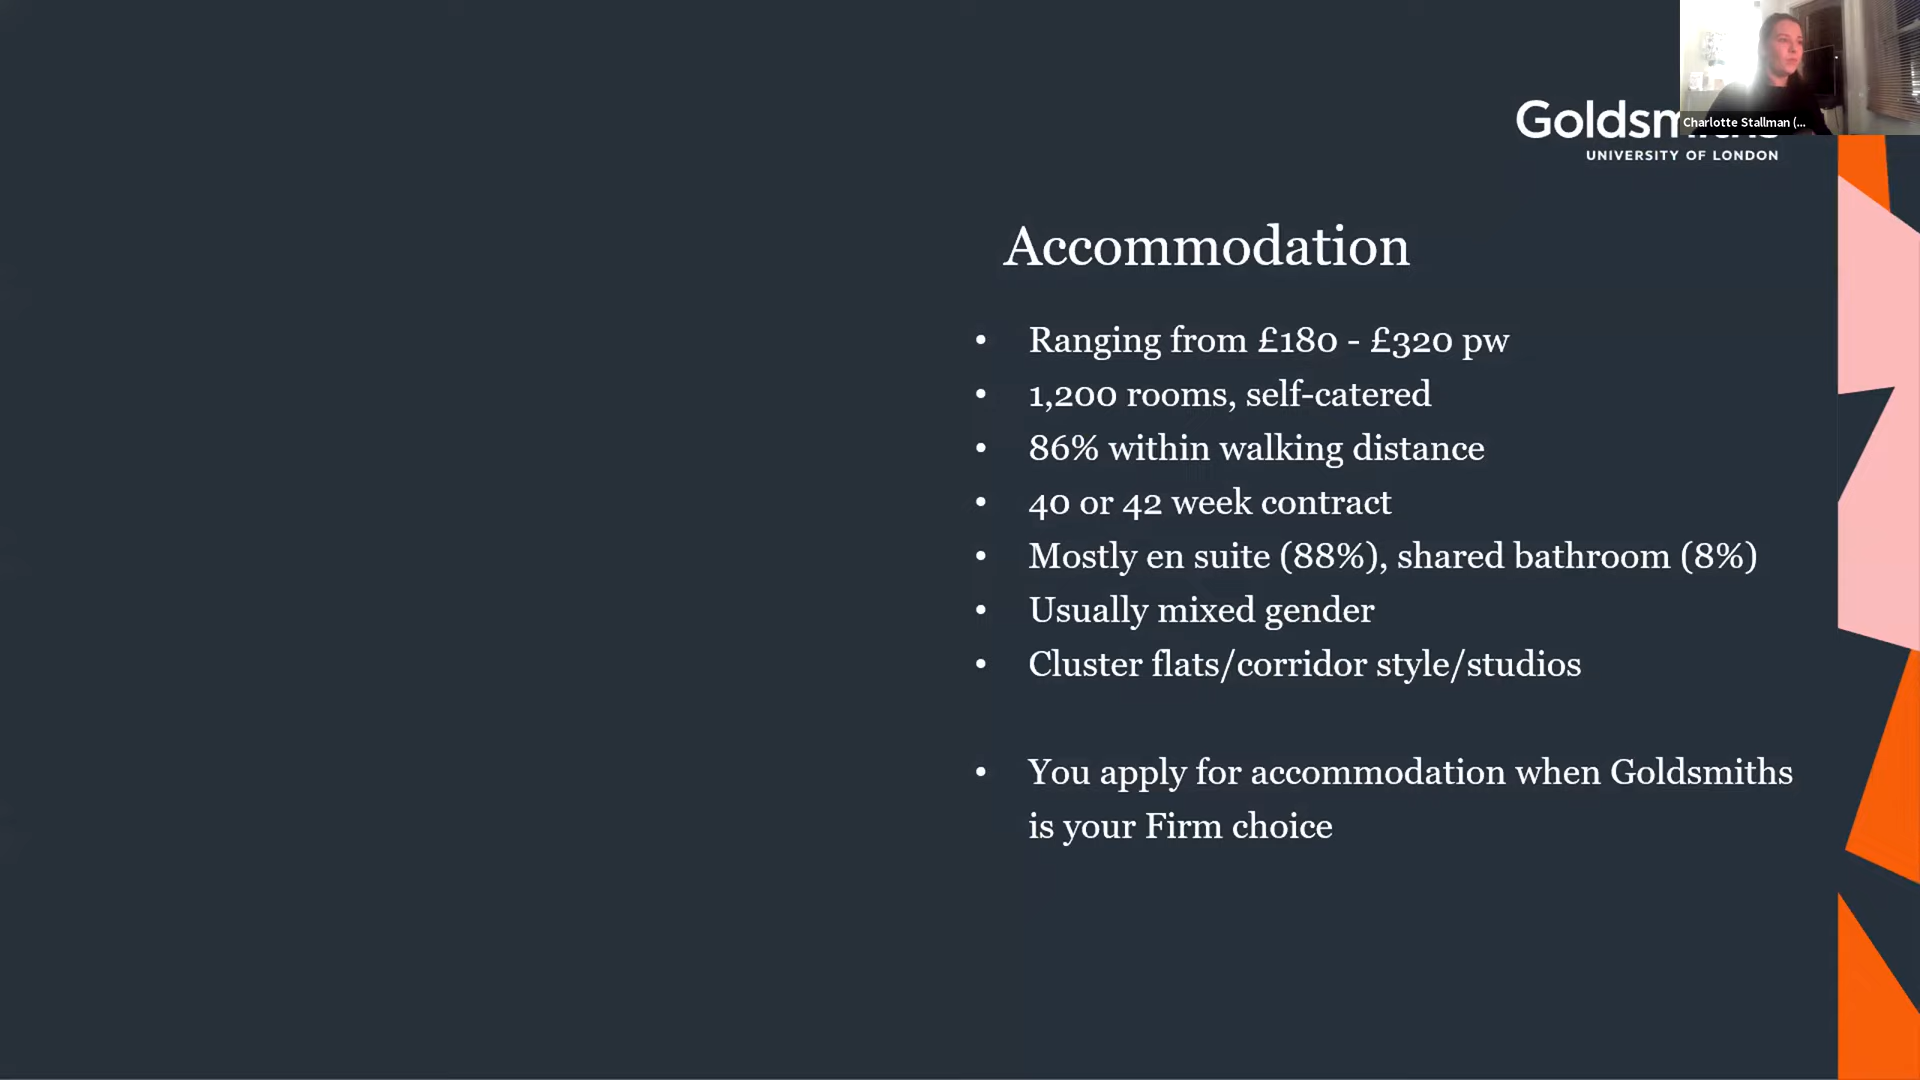 Charlotte Stallman (...
Goldsmiths
UNIVERSITY OF LONDON
Accommodation
• Ranging from £180 - £320 pw
• 1,200 rooms, self-catered
• 86% within walking distance
• 40 or 42 week contract
• Mostly en suite (88%), shared bathroom (8%)
• Usually mixed gender
• Cluster flats/corridor style/studios
• You apply for accommodation when Goldsmiths
is your Firm choice